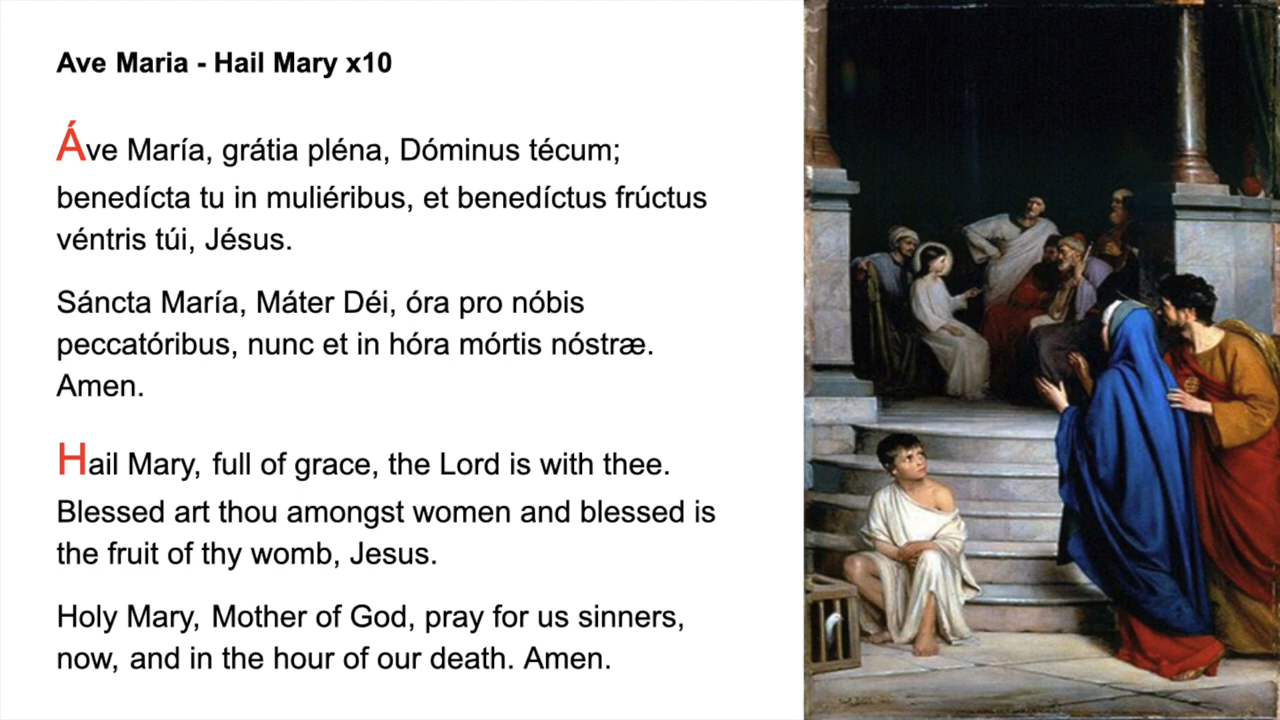 Ave Maria - Hail Mary x10
Áve María, grátia pléna, Dóminus técum;
benedícta tu in muliéribus, et benedíctus frúctus
véntris túi, Jésus.
Sáncta María, Máter Déi, óra pro nóbis
peccatóribus, nunc et in hóra mórtis nóstræ.
Amen.
Hail Mary, full of grace, the Lord is with thee.
Blessed art thou amongst women and blessed is
the fruit of thy womb, Jesus.
Holy Mary, Mother of God, pray for us sinners,
now, and in the hour of our death. Amen.